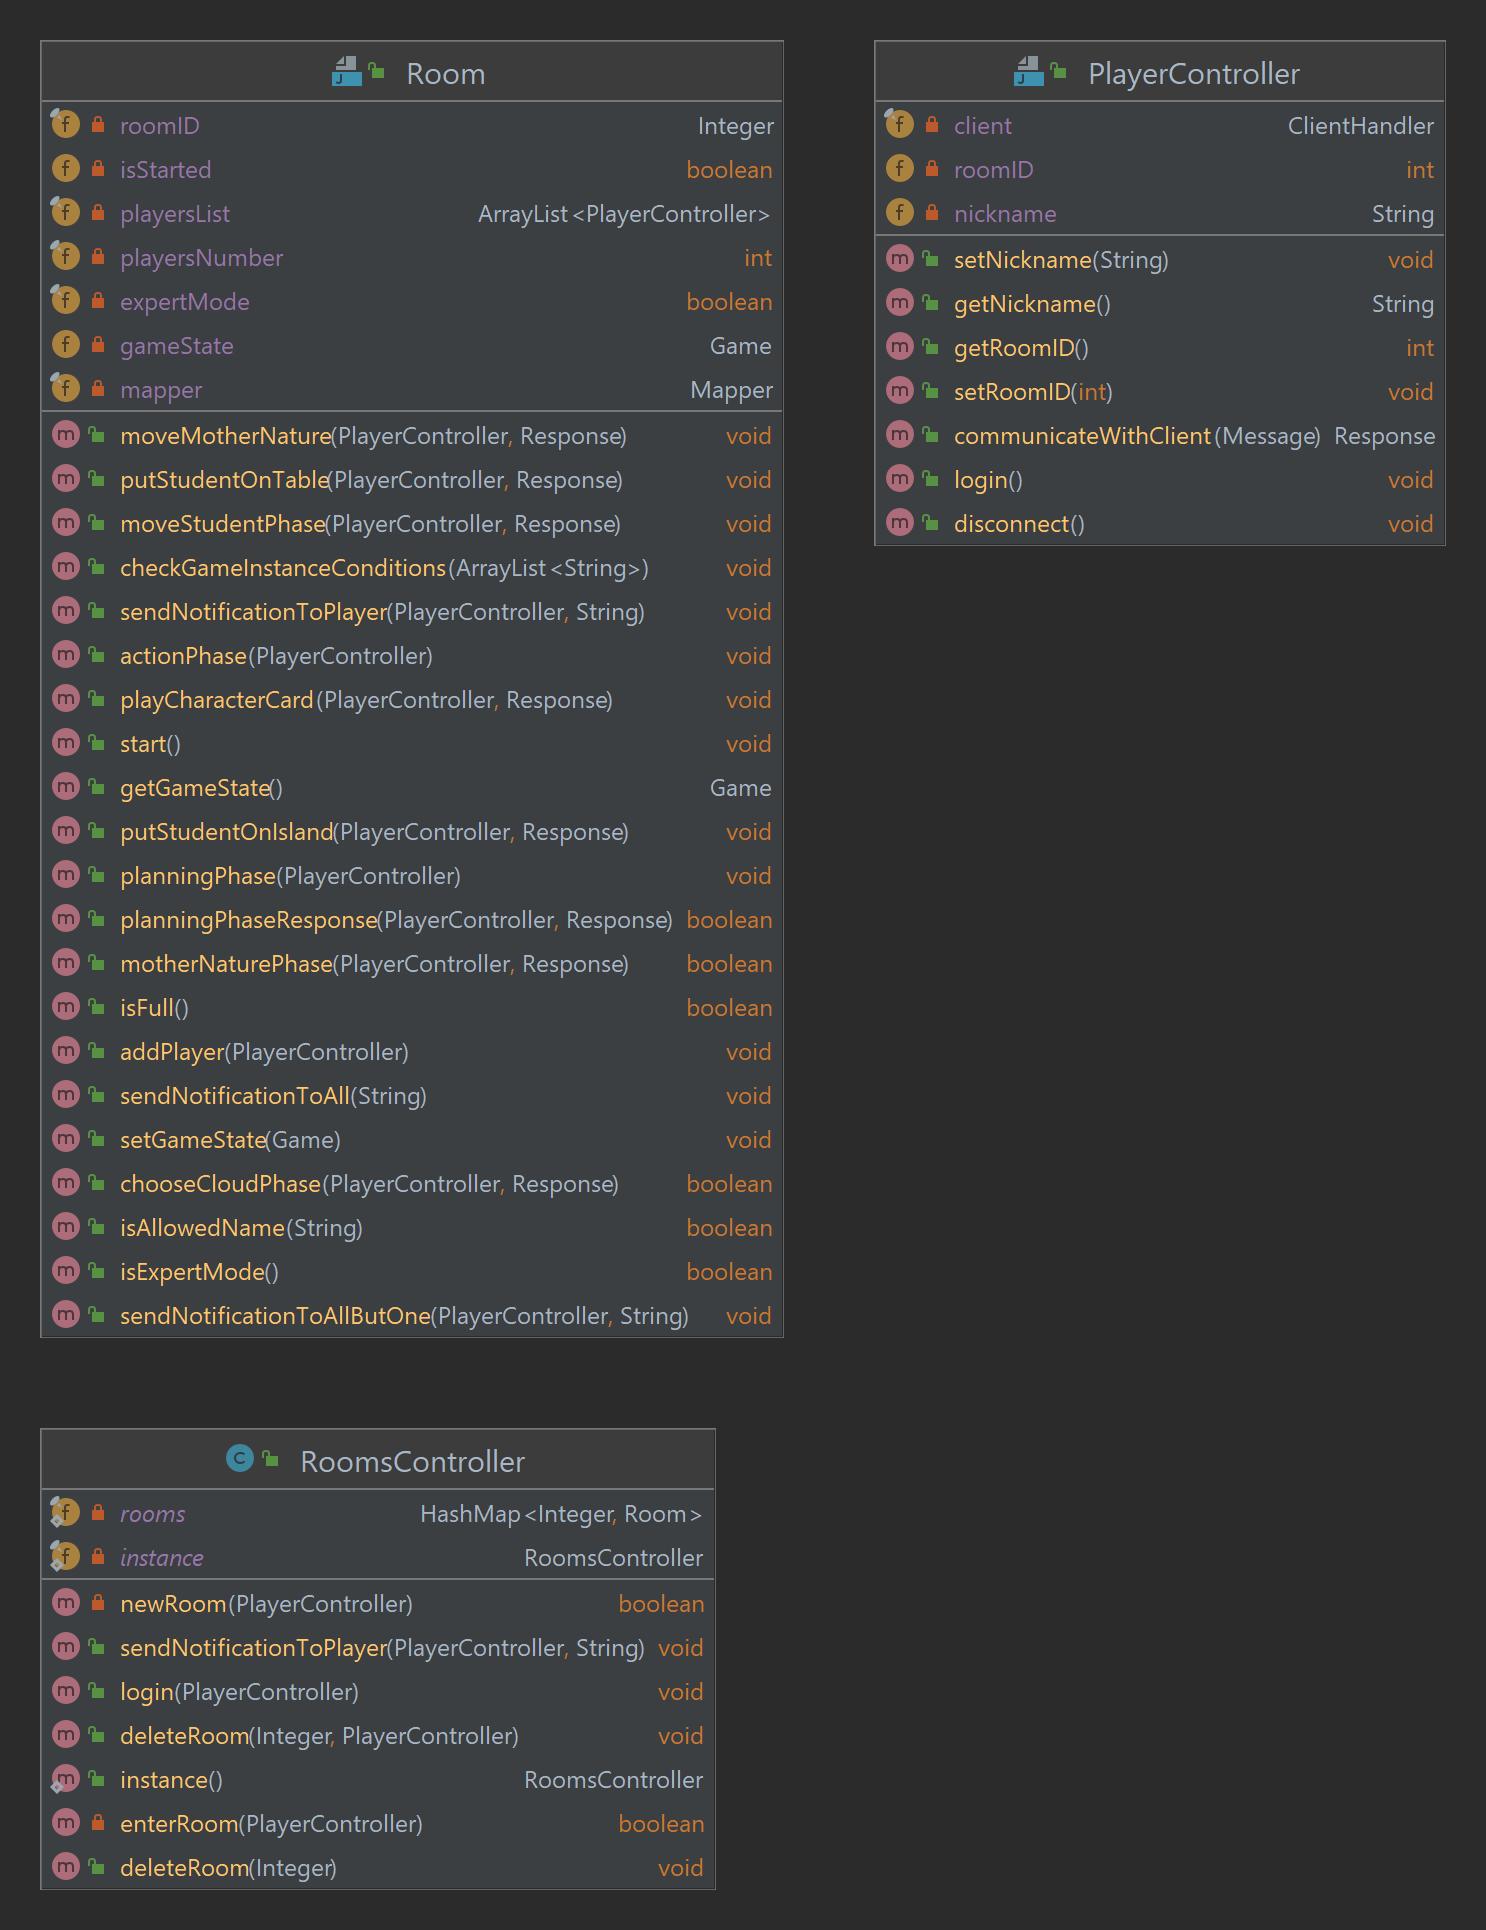 Room
roomID Integer
isStarted boolean
playersList ArrayList<PlayerController>
playersNumber int
expertMode boolean
gameState Game
mapper Mapper
moveMotherNature(PlayerController, Response) void
putStudentOnTable(PlayerController, Response) void
moveStudentPhase(PlayerController, Response) void
checkGameInstanceConditions(ArrayList<String>) void
sendNotificationToPlayer(PlayerController, String) void
actionPhase(PlayerController) void
playCharacterCard(PlayerController, Response) void
start() void
getGameState() Game
putStudentOnIsland(PlayerController, Response) void
planningPhase(PlayerController) void
planningPhaseResponse(PlayerController, Response) boolean
motherNaturePhase(PlayerController, Response) boolean
isFull() boolean
addPlayer(PlayerController) void
sendNotificationToAll(String) void
setGameState(Game) void
chooseCloudPhase(PlayerController, Response) boolean
isAllowedName(String) boolean
isExpertMode() boolean
sendNotificationToAllButOne(PlayerController, String) void
PlayerController
client ClientHandler
roomID int
nickname String
setNickname(String) void
getNickname() String
getRoomID() int
setRoomID(int) void
communicateWithClient(Message) Response
login() void
disconnect() void
RoomsController
rooms HashMap<Integer, Room>
instance RoomsController
newRoom(PlayerController) boolean
sendNotificationToPlayer(PlayerController, String) void
login(PlayerController) void
deleteRoom(Integer, PlayerController) void
instance() RoomsController
enterRoom(PlayerController) boolean
deleteRoom(Integer) void